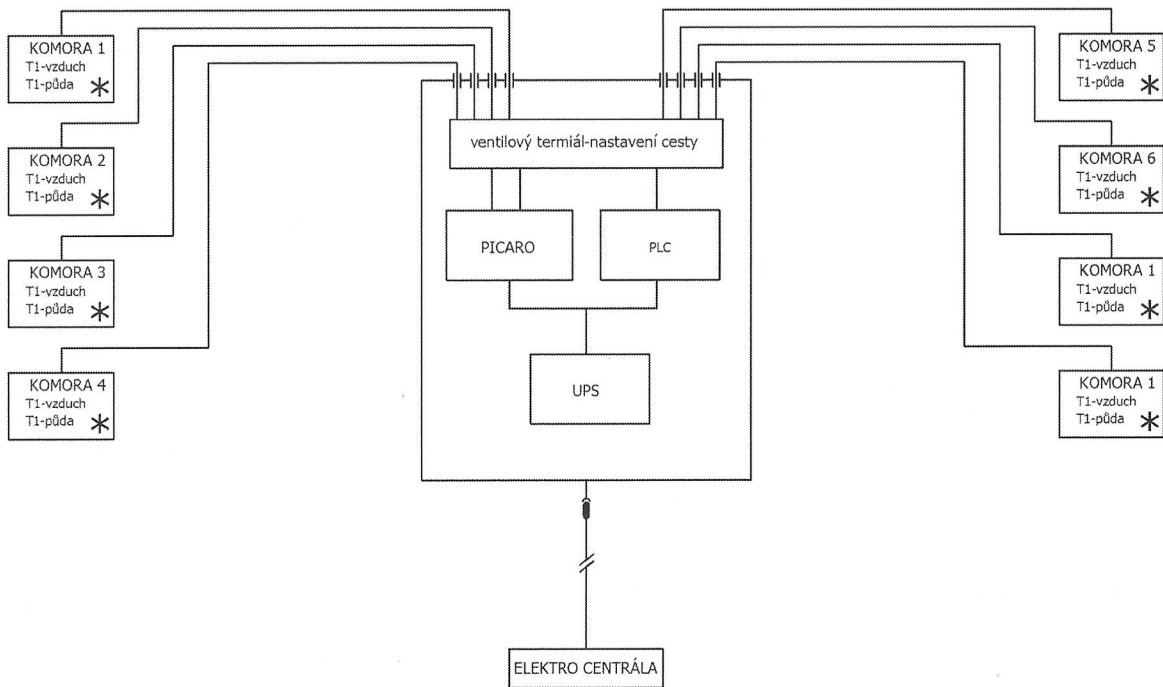 KOMORA 1
T1-vzduch
T1-půda
KOMORA 2
T1-vzduch
T1-půda
KOMORA 3
T1-vzduch
T1-půda
KOMORA 4
T1-vzduch
T1-půda
ventilový termiál-nastavení cesty
PICARO
PLC
UPS
ELEKTRO CENTRÁLA
KOMORA 5
T1-vzduch
T1-půda
KOMORA 6
T1-vzduch
T1-půda
KOMORA 1
T1-vzduch
T1-půda
KOMORA 1
T1-vzduch
T1-půda